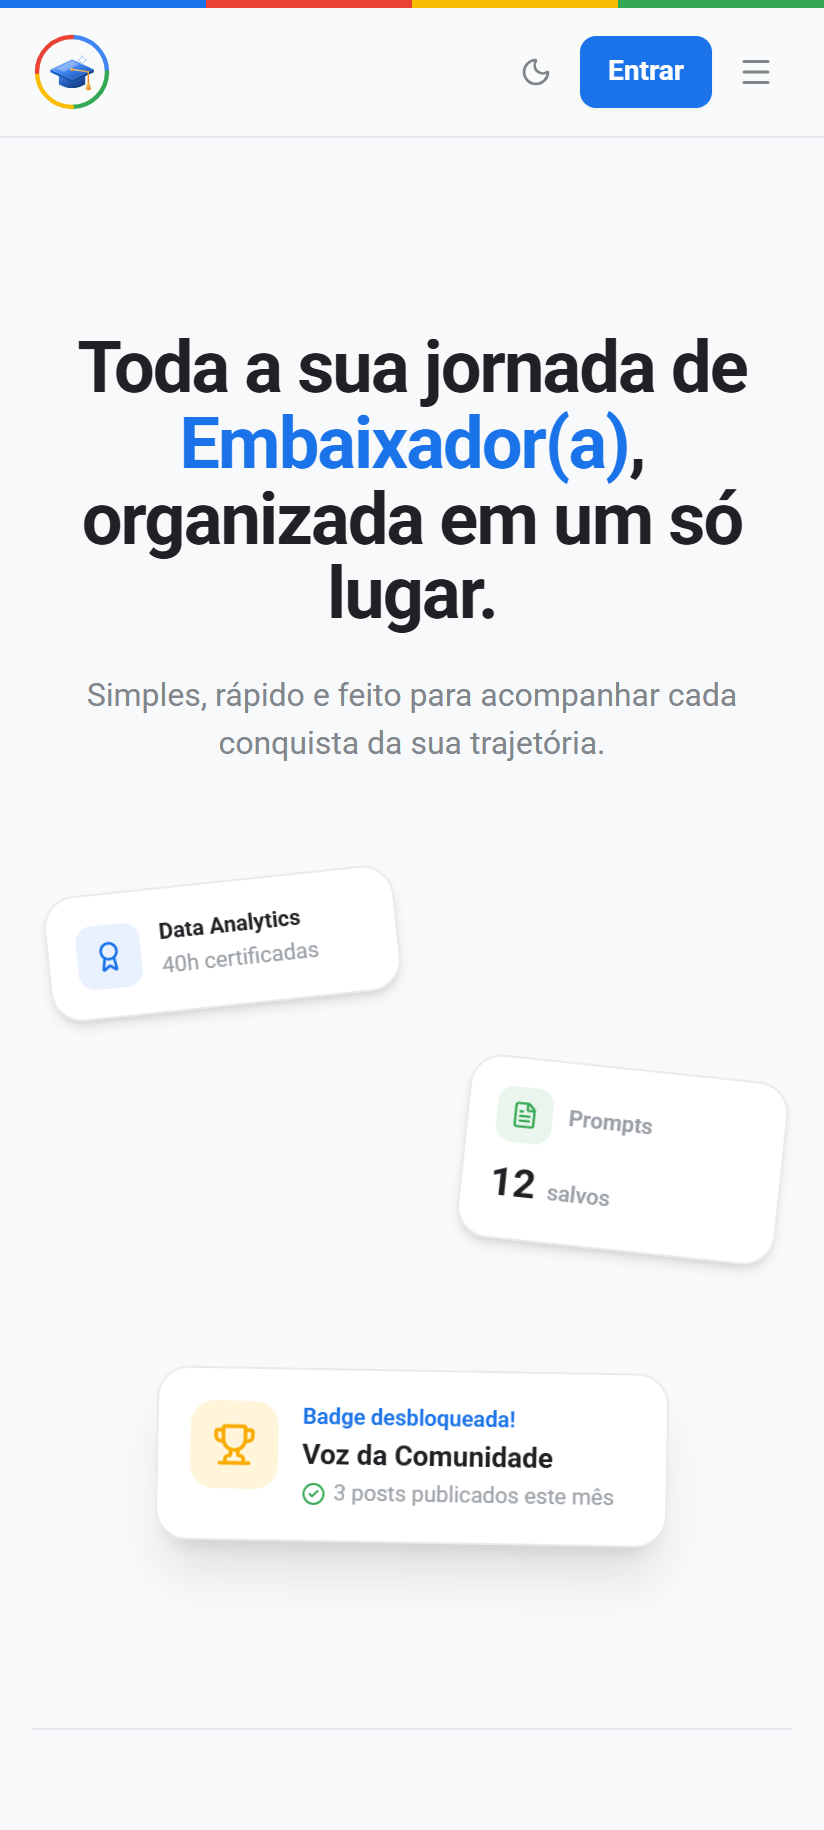 Entrar
Toda a sua jornada de
Embaixador(a),
organizada em um só
lugar.
Simples, rápido e feito para acompanhar cada
conquista da sua trajetória.
Data Analytics
40h certificadas
Prompts
12 salvos
Badge desbloqueada!
Voz da Comunidade
3 posts publicados este mês